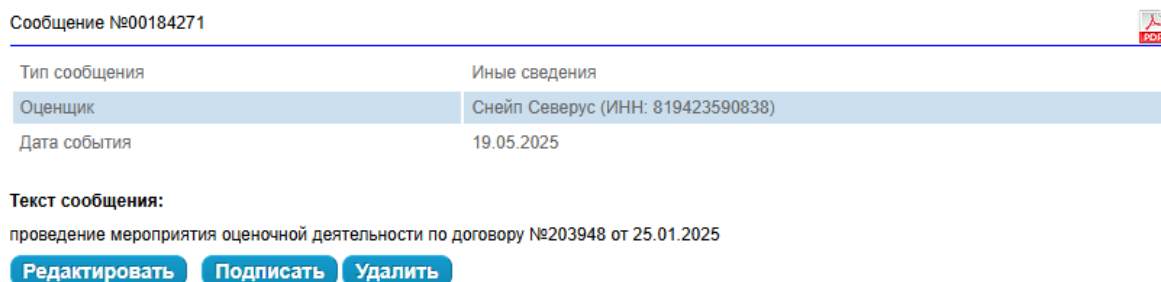 Сообщение №00184271
PDF
Тип сообщения Иные сведения
Оценщик Снейп Северус (ИНН: 819423590838)
Дата события 19.05.2025
Текст сообщения:
проведение мероприятия оценочной деятельности по договору №203948 от 25.01.2025
Редактировать Подписать Удалить